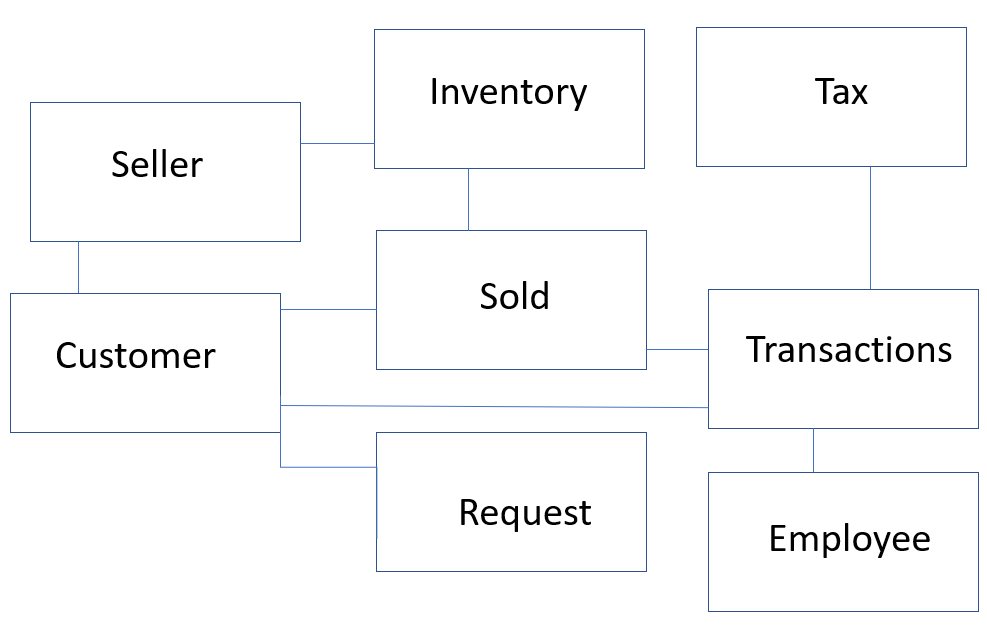 Inventory
Tax
Seller
Sold
Customer
Transactions
Request
Employee